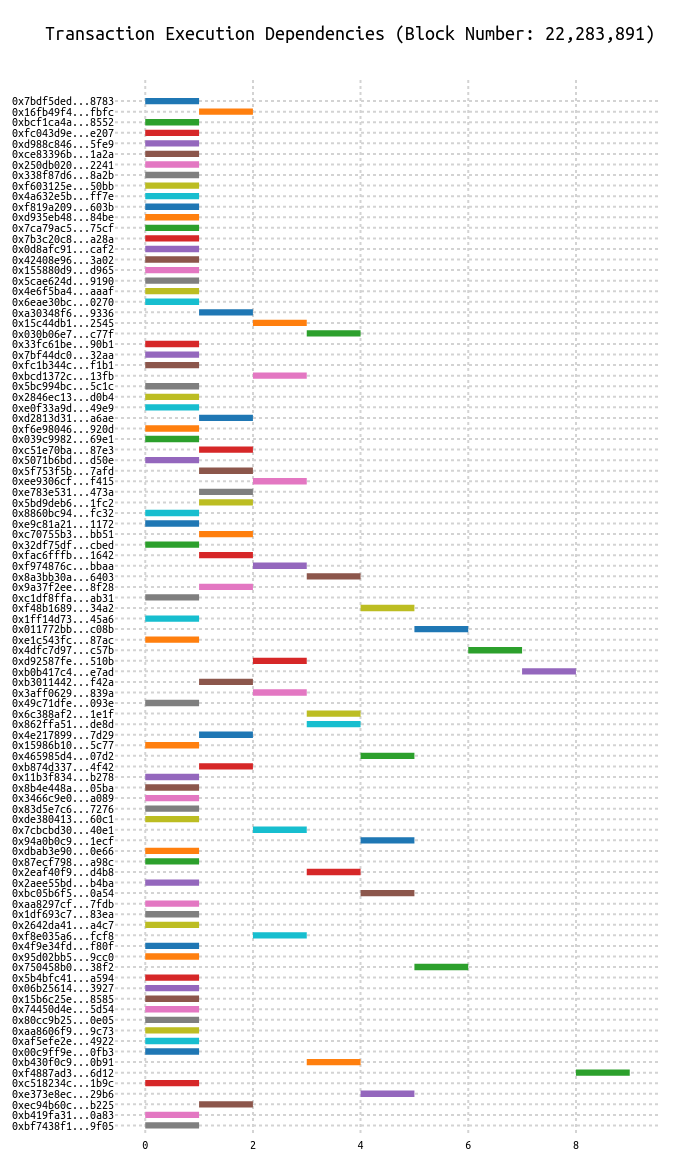 Transaction Execution Dependencies (Block Number: 22,283,891)
0x7bdf5ded...8783
0x16fb49f4...fbfc
0xbcf1ca4a...8552
0xfc043d9e...e207
0xd988c846...5fe9
0xce83396b...1a2a
0x250db020...2241
0x338f87d6...8a2b
0xf603125e...50bb
0x4a632e5b...ff7e
0xf819a209...603b
0xd935eb48...84be
0x7ca79ac5...75cf
0x7b3c20c8...a28a
0x0d8afc91...caf2
0x42408e96...3a02
0x155880d9...d965
0x5cae624d...9190
0x4e6f5ba4...aaaf
0x6eae30bc...0270
0xa30348f6...9336
0x15c44db1...2545
0x030b06e7...c77f
0x33fc61be...90b1
0x7bf44dc0...32aa
0xfc1b344c...f1b1
0xbcd1372c...13fb
0x5bc994bc...5c1c
0x2846ec13...d0b4
0xe0f33a9d...49e9
0xd2813d31...a6ae
0xf6e98046...920d
0x039c9982...69e1
0xc51e70ba...87e3
0x5071b6bd...d50e
0x5f753f5b...7afd
0xee9306cf...f415
0xe783e531...473a
0x5bd9deb6...1fc2
0x8860bc94...fc32
0xe9c81a21...1172
0xc70755b3...bb51
0x32df75df...cbed
0xfac6fffb...1642
0xf974876c...bbaa
0x8a3bb30a...6403
0x9a37f2ee...8f28
0xc1df8ffa...ab31
0xf48b1689...34a2
0x1ff14d73...45a6
0x011772bb...c08b
0xe1c543fc...87ac
0x4dfc7d97...c57b
0xd92587fe...510b
0xb0b417c4...e7ad
0xb3011442...f42a
0x3aff0629...839a
0x49c71dfe...093e
0x6c388af2...1e1f
0x862ffa51...de8d
0x4e217899...7d29
0x15986b10...5c77
0x465985d4...07d2
0xb874d337...4f42
0x11b3f834...b278
0x8b4e448a...05ba
0x3466c9e0...a089
0x83d5e7c6...7276
0xde380413...60c1
0x7cbcbd30...40e1
0x94a0b0c9...1ecf
0xdbab3e90...0e66
0x87ecf798...a98c
0x2eaf40f9...d4b8
0x2aee55bd...b4ba
0xbc05b6f5...0a54
0xaa8297cf...7fdb
0x1df693c7...83ea
0x2642da41...a4c7
0xf8e035a6...fcf8
0x4f9e34fd...f80f
0x95d02bb5...9cc0
0x750458b0...38f2
0x5b4bfc41...a594
0x06b25614...3927
0x15b6c25e...8585
0x74450d4e...5d54
0x80cc9b25...0e05
0xaa8606f9...9c73
0xaf5efe2e...4922
0x00c9ff9e...0fb3
0xb430f0c9...0b91
0xf4887ad3...6d12
0xc518234c...1b9c
0xe373e8ec...29b6
0xec94b60c...b225
0xb419fa31...0a83
0xbf7438f1...9f05
0 2 4 6 8